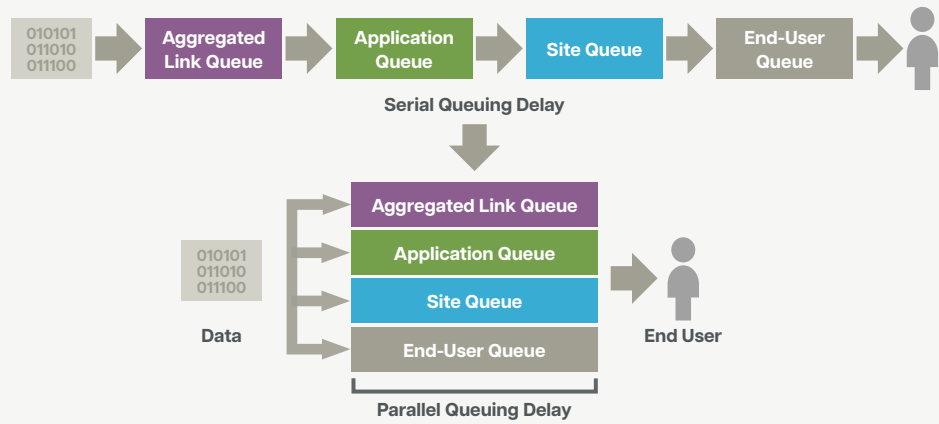 010101
011010
011100
Aggregated
Link Queue
Application
Queue
Site Queue
End-User
Queue
Serial Queuing Delay
010101
011010
011100
Data
Aggregated Link Queue
Application Queue
Site Queue
End-User Queue
End User
Parallel Queuing Delay